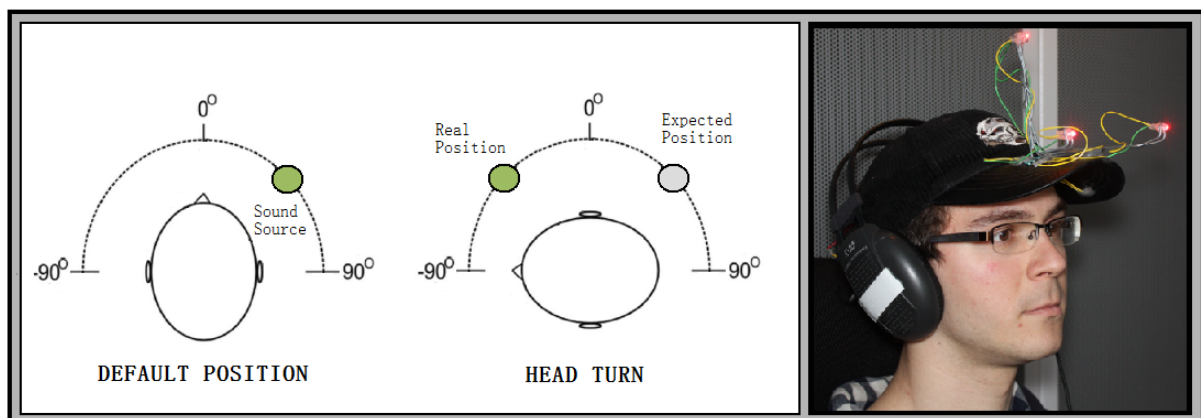 0°
Sound
Source
-90°
90°
DEFAULT POSITION
Real
Position
0°
Expected
Position
-90°
90°
HEAD TURN